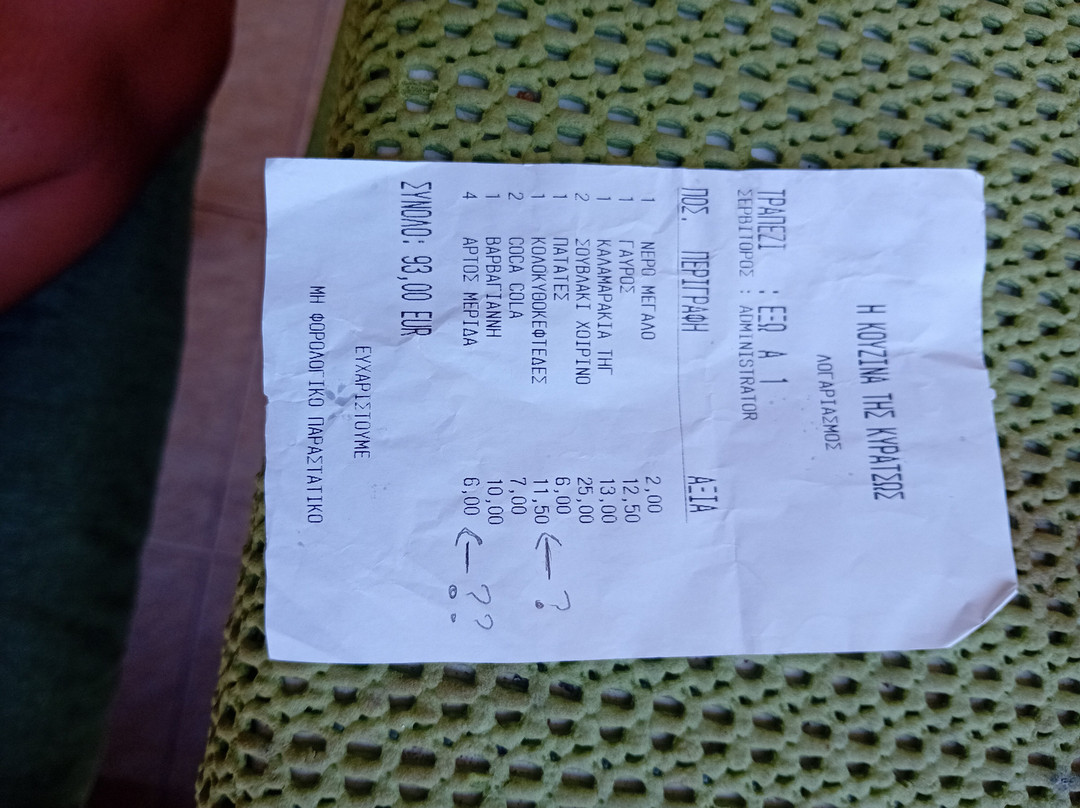 Η ΚΟΥΖΙΝΑ ΤΗΣ ΚΥΡΑΤΣΩΣ
ΛΟΓΑΡΙΑΣΜΟΣ
ΤΡΑΠΕΖΙ : ΕΞΩ Α 1
ΣΕΡΒΙΤΟΡΟΣ : ADMINISTRATOR
ΠΟΣ. ΠΕΡΙΓΡΑΦΗ ΑΞΙΑ
1 ΝΕΡΟ ΜΕΓΑΛΟ 2,00
1 ΓΑΥΡΟΣ 12,50
1 ΚΑΛΑΜΑΡΑΚΙΑ ΤΗΓ 13,00
2 ΣΟΥΒΛΑΚΙ ΧΟΙΡΙΝΟ 25,00
1 ΠΑΤΑΤΕΣ 6,00
1 ΚΟΛΟΚΥΘΟΚΕΦΤΕΔΕΣ 11,50 ← ?
2 COCA COLA 7,00
1 ΒΑΡΒΑΓΙΑΝΝΗ 10,00
4 ΑΡΤΟΣ ΜΕΡΙΔΑ 6,00 ← ??
ΣΥΝΟΛΟ: 93,00 EUR
ΕΥΧΑΡΙΣΤΟΥΜΕ
ΜΗ ΦΟΡΟΛΟΓΙΚΟ ΠΑΡΑΣΤΑΤΙΚΟ